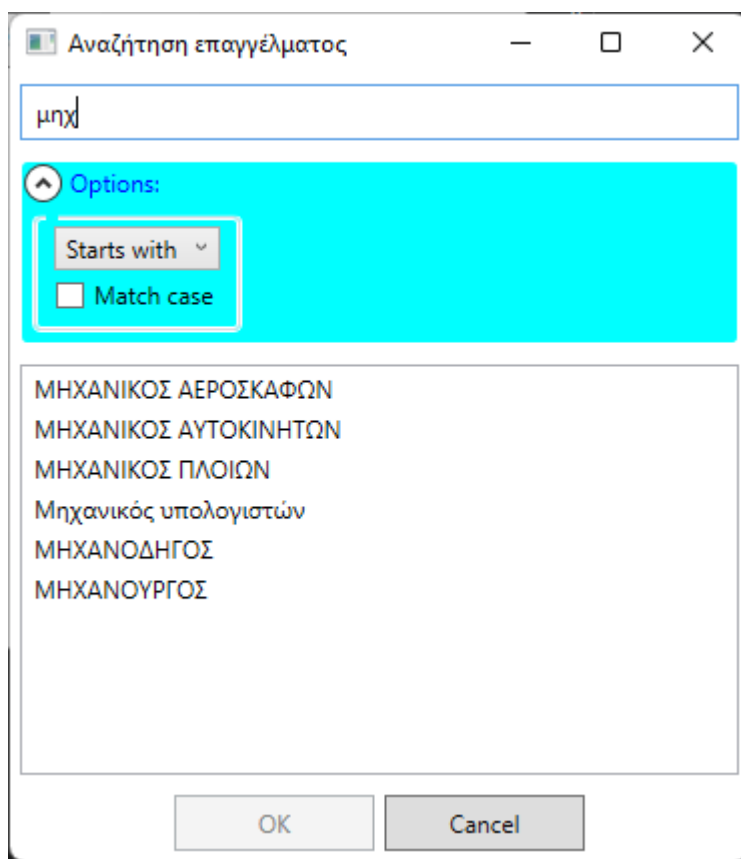 Αναζήτηση επαγγέλματος
μηχ
Options:
Starts with
Match case
ΜΗΧΑΝΙΚΟΣ ΑΕΡΟΣΚΑΦΩΝ
ΜΗΧΑΝΙΚΟΣ ΑΥΤΟΚΙΝΗΤΩΝ
ΜΗΧΑΝΙΚΟΣ ΠΛΟΙΩΝ
Μηχανικός υπολογιστών
ΜΗΧΑΝΟΔΗΓΟΣ
ΜΗΧΑΝΟΥΡΓΟΣ
OK Cancel